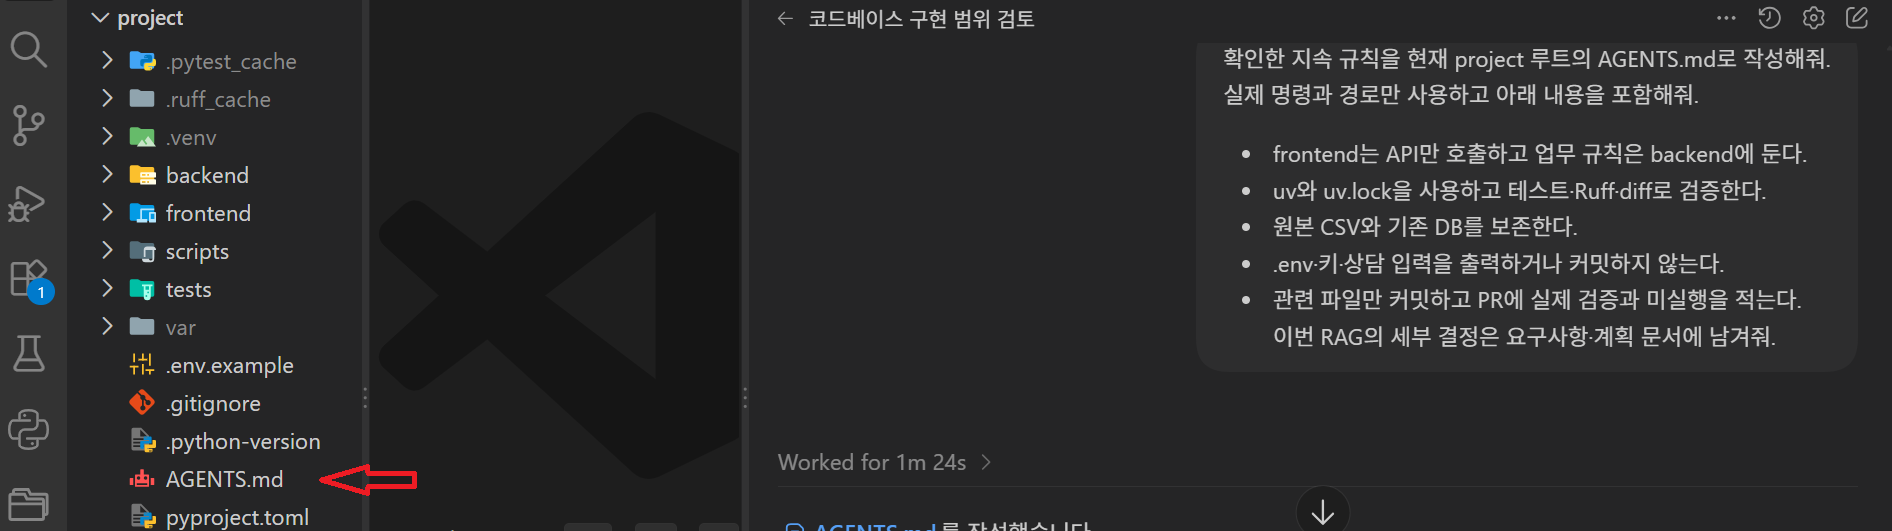 project
.pytest_cache
.ruff_cache
.venv
backend
frontend
scripts
tests
var
.env.example
.gitignore
.python-version
AGENTS.md
pyproject.toml
1
코드베이스 구현 범위 검토
확인한 지속 규칙을 현재 project 루트의 AGENTS.md로 작성해줘.
실제 명령과 경로만 사용하고 아래 내용을 포함해줘.
• frontend는 API만 호출하고 업무 규칙은 backend에 둔다.
• uv와 uv.lock을 사용하고 테스트·Ruff·diff로 검증한다.
• 원본 CSV와 기존 DB를 보존한다.
• .env·키·상담 입력을 출력하거나 커밋하지 않는다.
• 관련 파일만 커밋하고 PR에 실제 검증과 미실행을 적는다.
이번 RAG의 세부 결정은 요구사항·계획 문서에 남겨줘.
Worked for 1m 24s
AGENTS.md를 작성했습니다